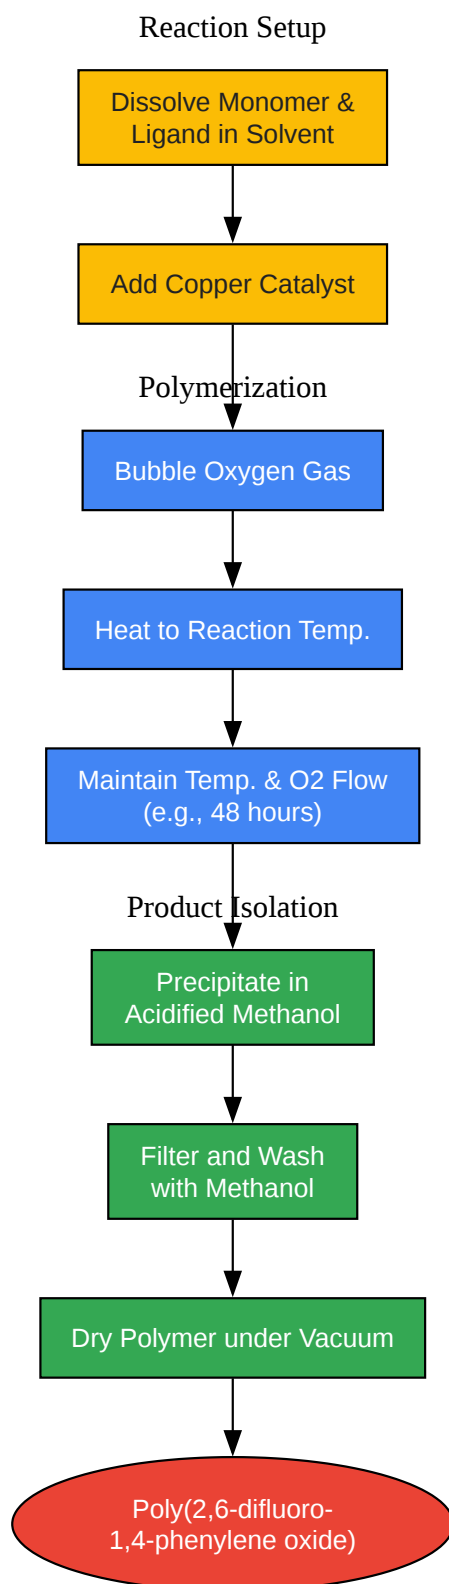 Reaction Setup
Dissolve Monomer &
Ligand in Solvent
Add Copper Catalyst
Polymerization
Bubble Oxygen Gas
Heat to Reaction Temp.
Maintain Temp. & O2 Flow
(e.g., 48 hours)
Product Isolation
Precipitate in
Acidified Methanol
Filter and Wash
with Methanol
Dry Polymer under Vacuum
Poly(2,6-difluoro-
1,4-phenylene oxide)